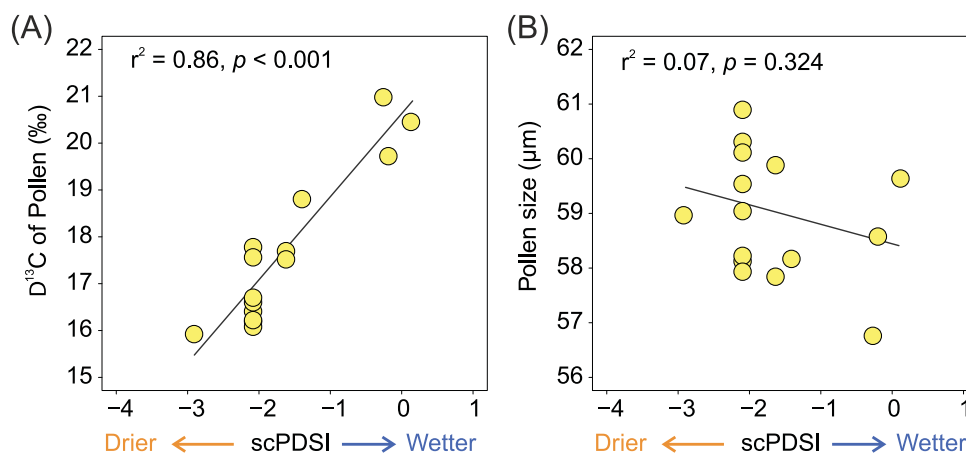 (A)
r² = 0.86, p < 0.001
D¹³C of Pollen (‰)
22
21
20
19
18
17
16
15
−4 −3 −2 −1 0 1
Drier scPDSI Wetter
(B)
r² = 0.07, p = 0.324
Pollen size (µm)
62
61
60
59
58
57
56
−4 −3 −2 −1 0 1
Drier scPDSI Wetter